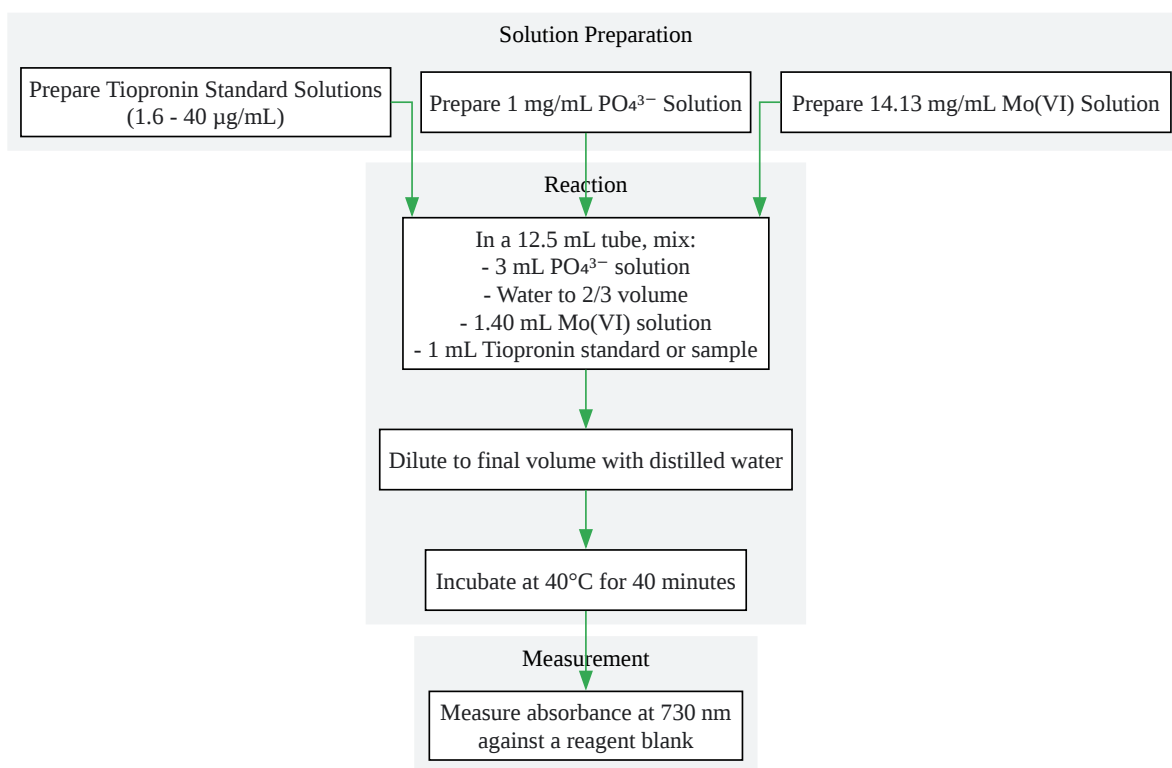 Solution Preparation
Prepare Tiopronin Standard Solutions
(1.6 - 40 µg/mL)
Prepare 1 mg/mL PO₄³⁻ Solution
Prepare 14.13 mg/mL Mo(VI) Solution
Reaction
In a 12.5 mL tube, mix:
- 3 mL PO₄³⁻ solution
- Water to 2/3 volume
- 1.40 mL Mo(VI) solution
- 1 mL Tiopronin standard or sample
Dilute to final volume with distilled water
Incubate at 40°C for 40 minutes
Measurement
Measure absorbance at 730 nm
against a reagent blank